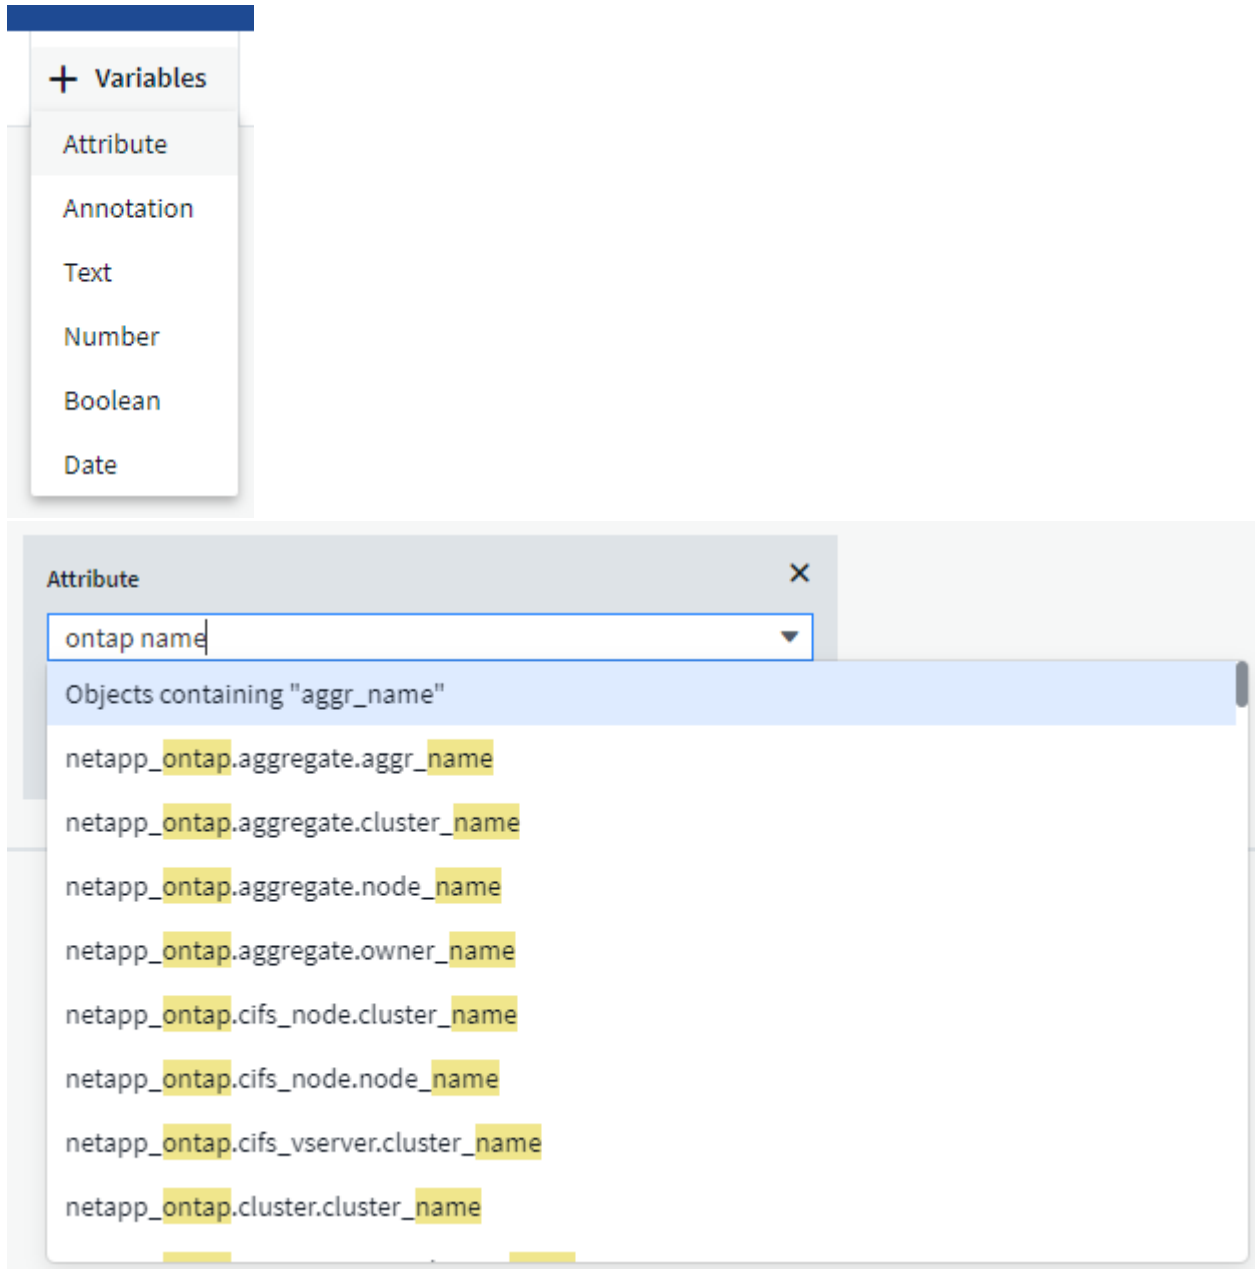 + Variables
Attribute
Annotation
Text
Number
Boolean
Date
Attribute
ontap name
Objects containing "aggr_name"
netapp_ontap.aggregate.aggr_name
netapp_ontap.aggregate.cluster_name
netapp_ontap.aggregate.node_name
netapp_ontap.aggregate.owner_name
netapp_ontap.cifs_node.cluster_name
netapp_ontap.cifs_node.node_name
netapp_ontap.cifs_vserver.cluster_name
netapp_ontap.cluster.cluster_name